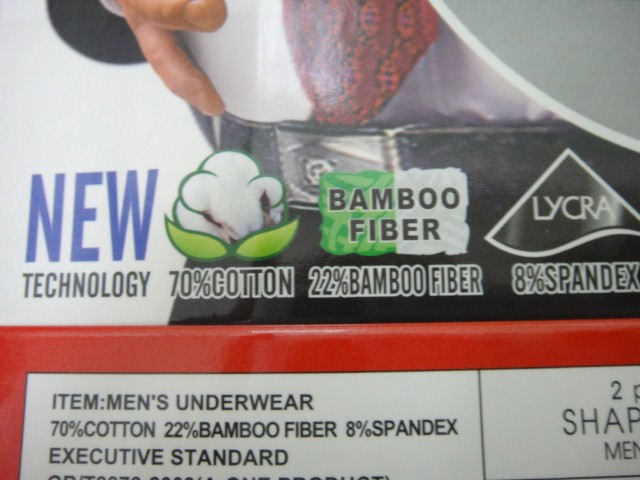 NEW
TECHNOLOGY
BAMBOO
FIBER
LYCRA
70%COTTON 22%BAMBOO FIBER 8%SPANDEX
ITEM:MEN'S UNDERWEAR
70%COTTON 22%BAMBOO FIBER 8%SPANDEX
EXECUTIVE STANDARD
2
SHAP
MEN